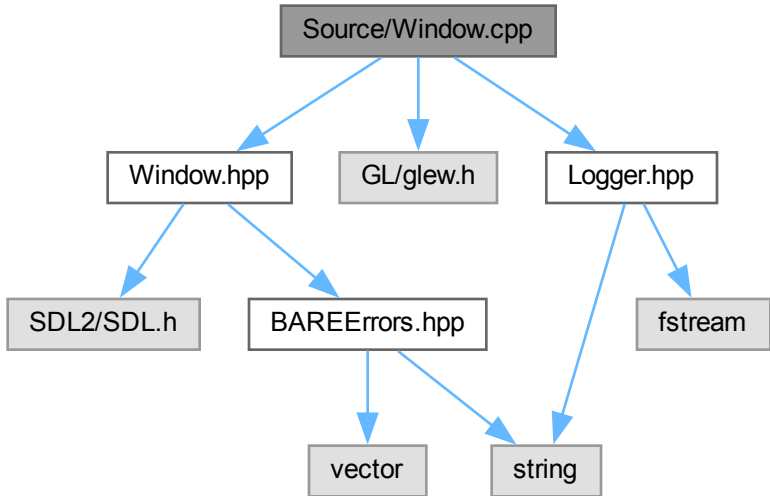 Source/Window.cpp
Window.hpp
GL/glew.h
Logger.hpp
SDL2/SDL.h
BAREErrors.hpp
fstream
vector
string